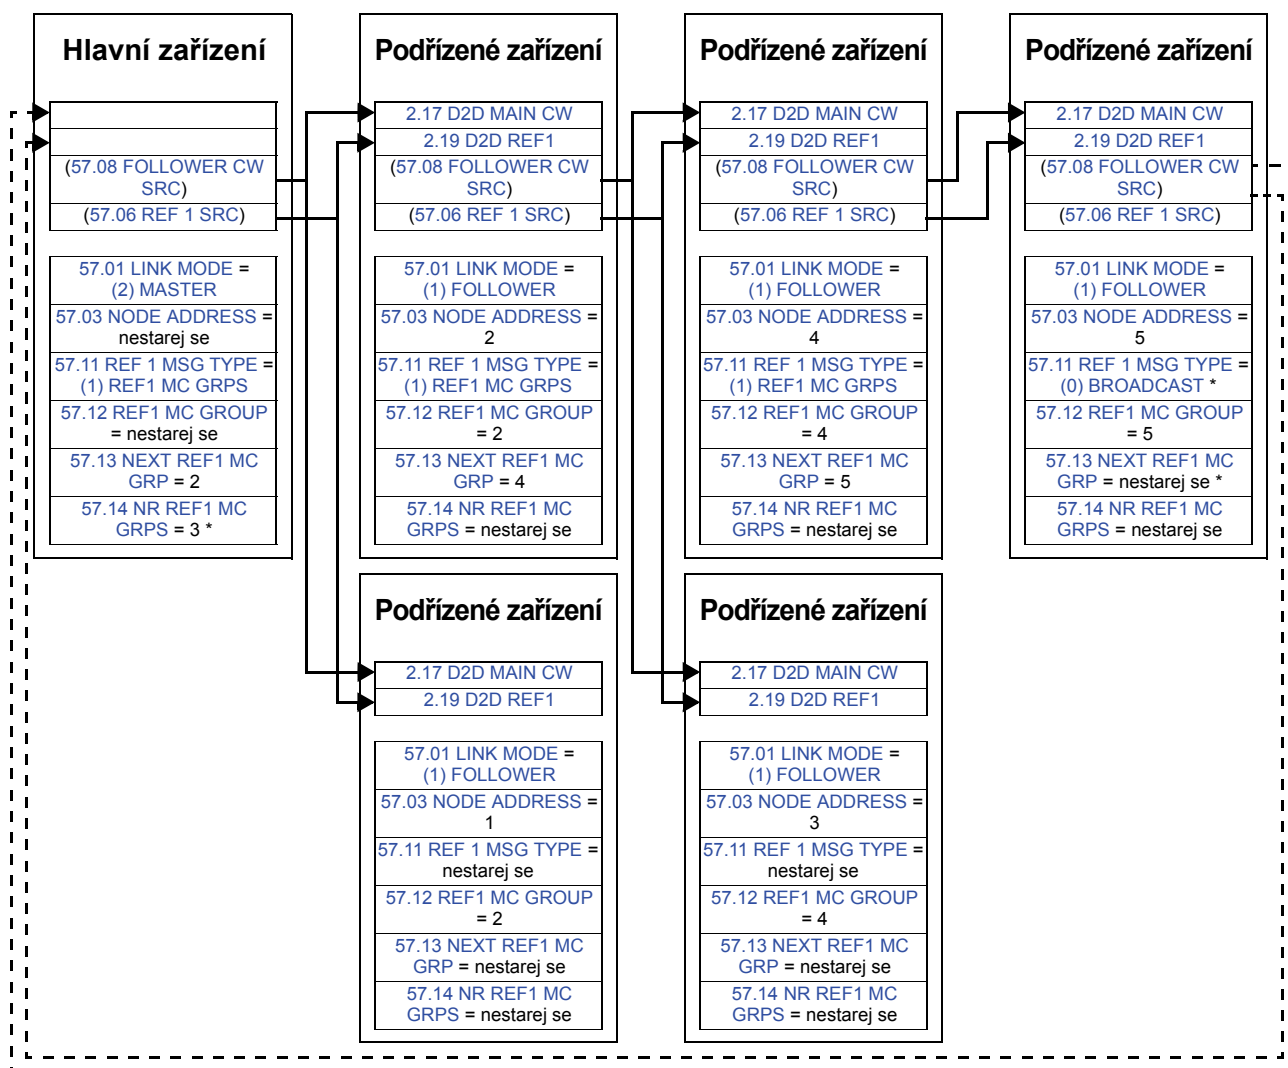 Hlavní zařízení
(57.08 FOLLOWER CW
SRC)
(57.06 REF 1 SRC)
57.01 LINK MODE =
(2) MASTER
57.03 NODE ADDRESS =
nestarej se
57.11 REF 1 MSG TYPE =
(1) REF1 MC GRPS
57.12 REF1 MC GROUP
= nestarej se
57.13 NEXT REF1 MC
GRP = 2
57.14 NR REF1 MC
GRPS = 3 *
Podřízené zařízení
2.17 D2D MAIN CW
2.19 D2D REF1
(57.08 FOLLOWER CW
SRC)
(57.06 REF 1 SRC)
57.01 LINK MODE =
(1) FOLLOWER
57.03 NODE ADDRESS =
2
57.11 REF 1 MSG TYPE =
(1) REF1 MC GRPS
57.12 REF1 MC GROUP
= 2
57.13 NEXT REF1 MC
GRP = 4
57.14 NR REF1 MC
GRPS = nestarej se
Podřízené zařízení
2.17 D2D MAIN CW
2.19 D2D REF1
(57.08 FOLLOWER CW
SRC)
(57.06 REF 1 SRC)
57.01 LINK MODE =
(1) FOLLOWER
57.03 NODE ADDRESS =
4
57.11 REF 1 MSG TYPE =
(1) REF1 MC GRPS
57.12 REF1 MC GROUP
= 4
57.13 NEXT REF1 MC
GRP = 5
57.14 NR REF1 MC
GRPS = nestarej se
Podřízené zařízení
2.17 D2D MAIN CW
2.19 D2D REF1
(57.08 FOLLOWER CW
SRC)
(57.06 REF 1 SRC)
57.01 LINK MODE =
(1) FOLLOWER
57.03 NODE ADDRESS =
5
57.11 REF 1 MSG TYPE =
(0) BROADCAST *
57.12 REF1 MC GROUP
= 5
57.13 NEXT REF1 MC
GRP = nestarej se *
57.14 NR REF1 MC
GRPS = nestarej se
Podřízené zařízení
2.17 D2D MAIN CW
2.19 D2D REF1
57.01 LINK MODE =
(1) FOLLOWER
57.03 NODE ADDRESS =
1
57.11 REF 1 MSG TYPE =
nestarej se
57.12 REF1 MC GROUP
= 2
57.13 NEXT REF1 MC
GRP = nestarej se
57.14 NR REF1 MC
GRPS = nestarej se
Podřízené zařízení
2.17 D2D MAIN CW
2.19 D2D REF1
57.01 LINK MODE =
(1) FOLLOWER
57.03 NODE ADDRESS =
3
57.11 REF 1 MSG TYPE =
nestarej se
57.12 REF1 MC GROUP
= 4
57.13 NEXT REF1 MC
GRP = nestarej se
57.14 NR REF1 MC
GRPS = nestarej se